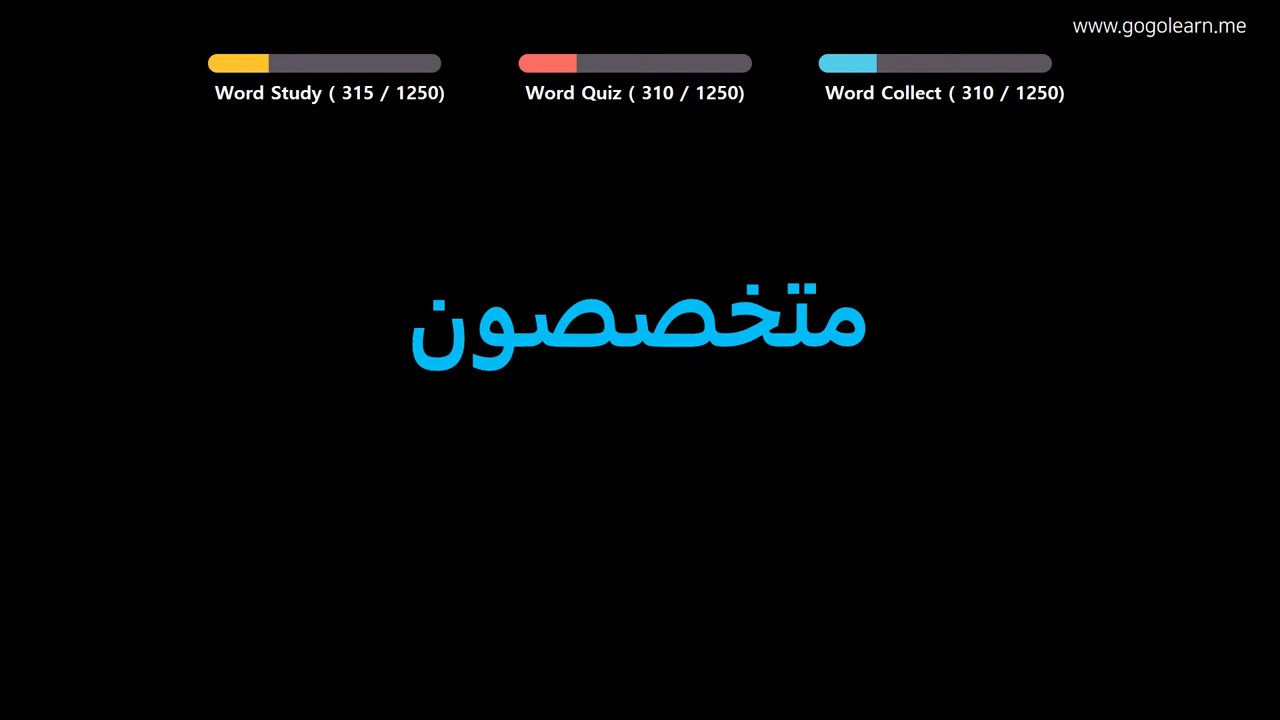 www.gogolearn.me
Word Study ( 315 / 1250)
Word Quiz ( 310 / 1250)
Word Collect ( 310 / 1250)
متخصصون